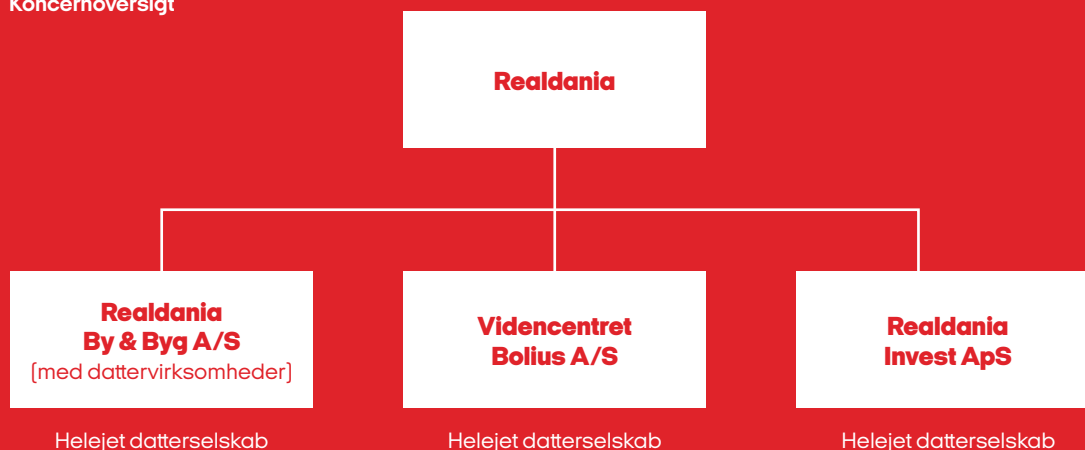 Koncernoversigt
Realdania
Realdania
By & Byg A/S
(med dattervirksomheder)
Helejet datterselskab
Videncentret
Bolius A/S
Helejet datterselskab
Realdania
Invest ApS
Helejet datterselskab